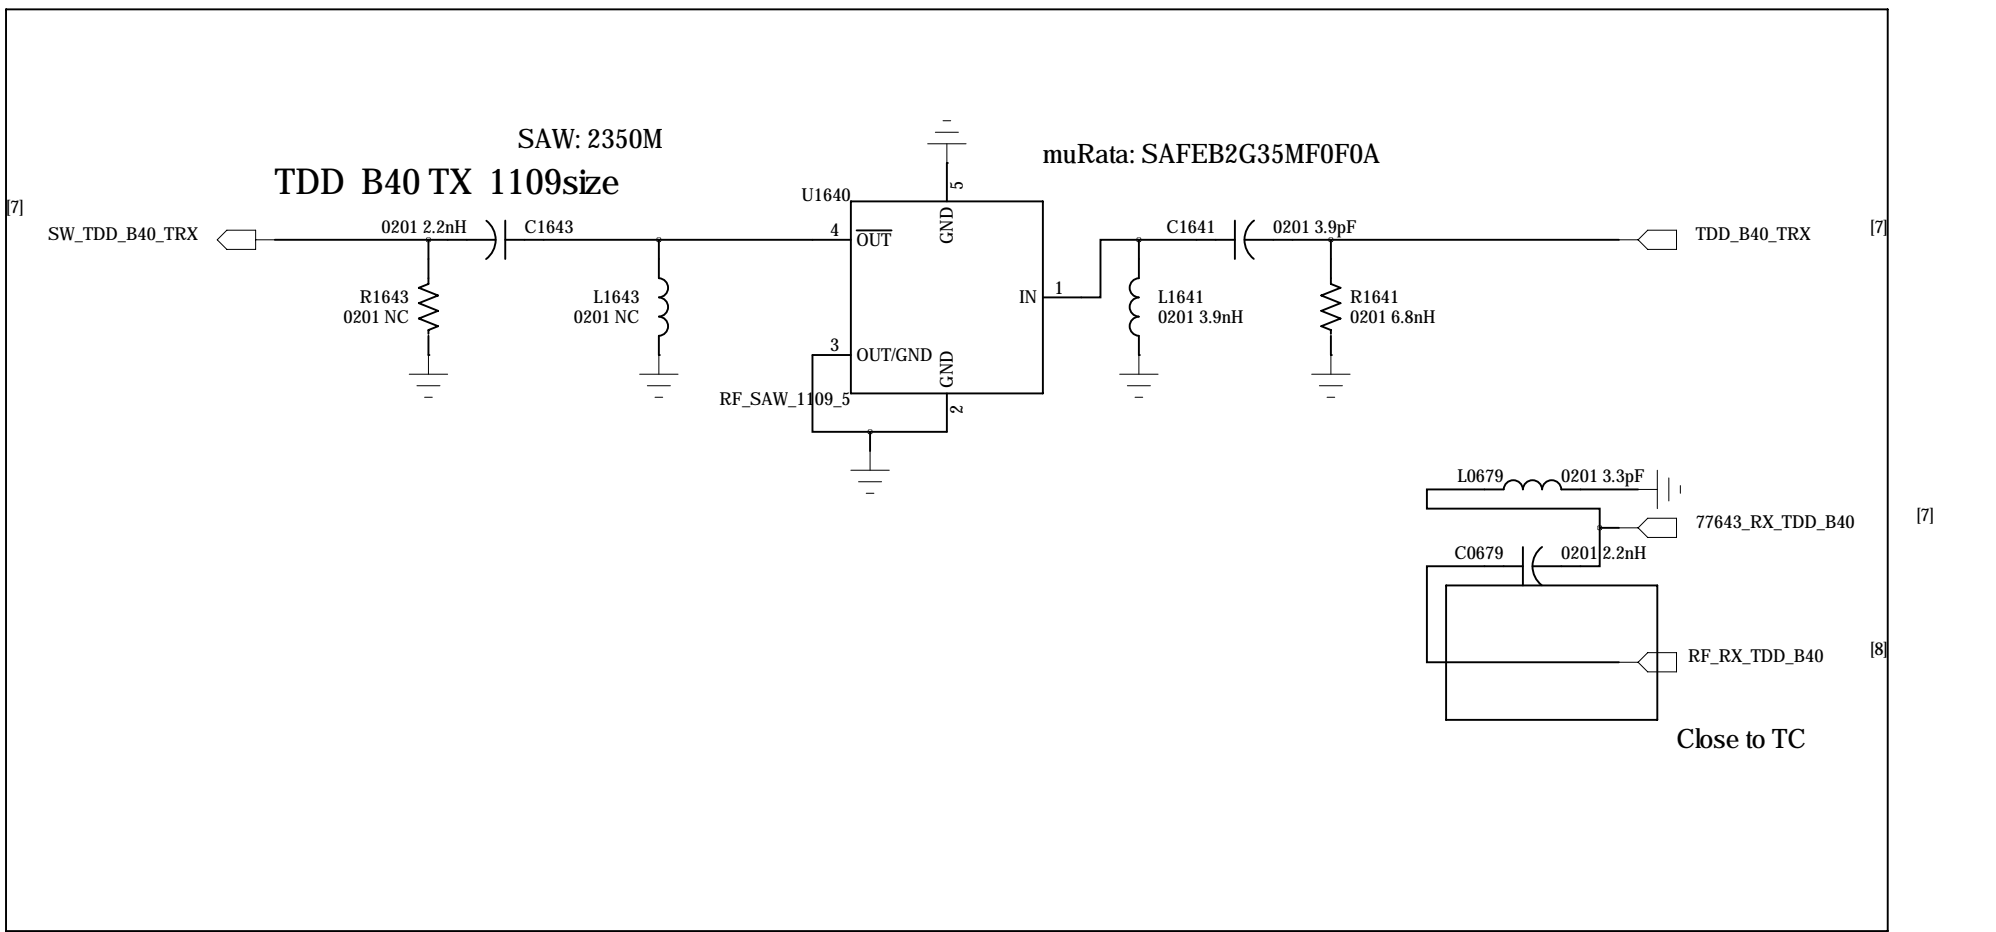 SAW: 2350M
muRata: SAFEB2G35MF0F0A
TDD B40 TX 1109size
[7]
SW_TDD_B40_TRX
0201 2.2nH
C1643
R1643
0201 NC
L1643
0201 NC
U1640
4
OUT
5
GND
IN
1
3
OUT/GND
GND
2
RF_SAW_1109_5
C1641
0201 3.9pF
L1641
0201 3.9nH
R1641
0201 6.8nH
TDD_B40_TRX
[7]
L0679
0201 3.3pF
77643_RX_TDD_B40
[7]
C0679
0201 2.2nH
RF_RX_TDD_B40
[8]
Close to TC